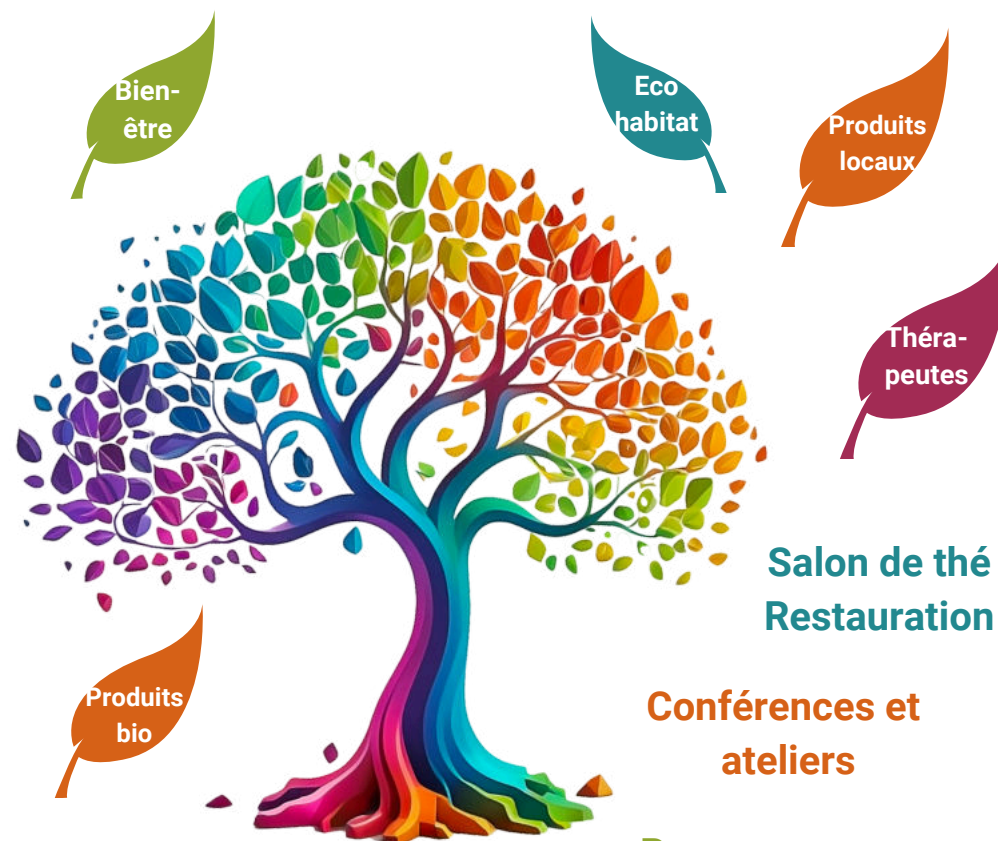 Bien-
être
Eco
habitat
Produits
locaux
Théra-
peutes
Salon de thé
Restauration
Conférences et
ateliers
Produits
bio